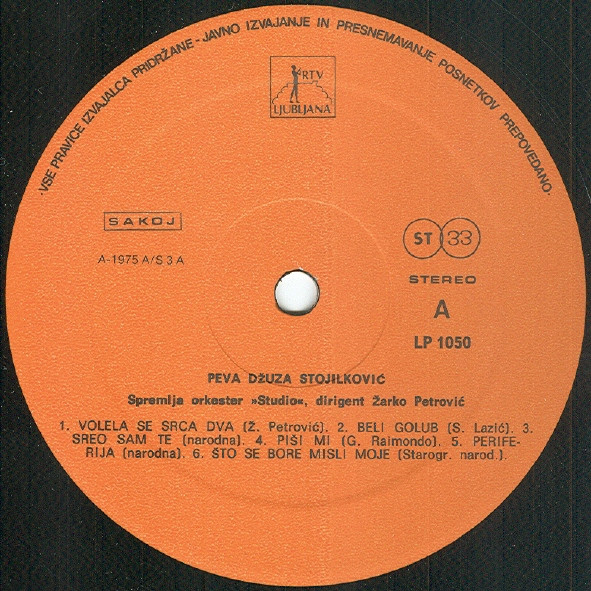 ·VSE PRAVICE IZVAJALCA PRIDRŽANE - JAVNO IZVAJANJE IN PRESNEMAVANJE POSNETKOV PREPOVEDANO·
RTV
LJUBLJANA
SAKOJ
A-1975 A/S 3 A
ST 33
STEREO
A
LP 1050
PEVA DŽUZA STOJILKOVIĆ
Spremlja orkester »Studio«, dirigent Žarko Petrović
1. VOLELA SE SRCA DVA (Ž. Petrović). 2. BELI GOLUB (S. Lazić). 3.
SREO SAM TE (narodna). 4. PIŠI MI (G. Raimondo). 5. PERIFE-
RIJA (narodna). 6. ŠTO SE BORE MISLI MOJE (Starogr. narod.).